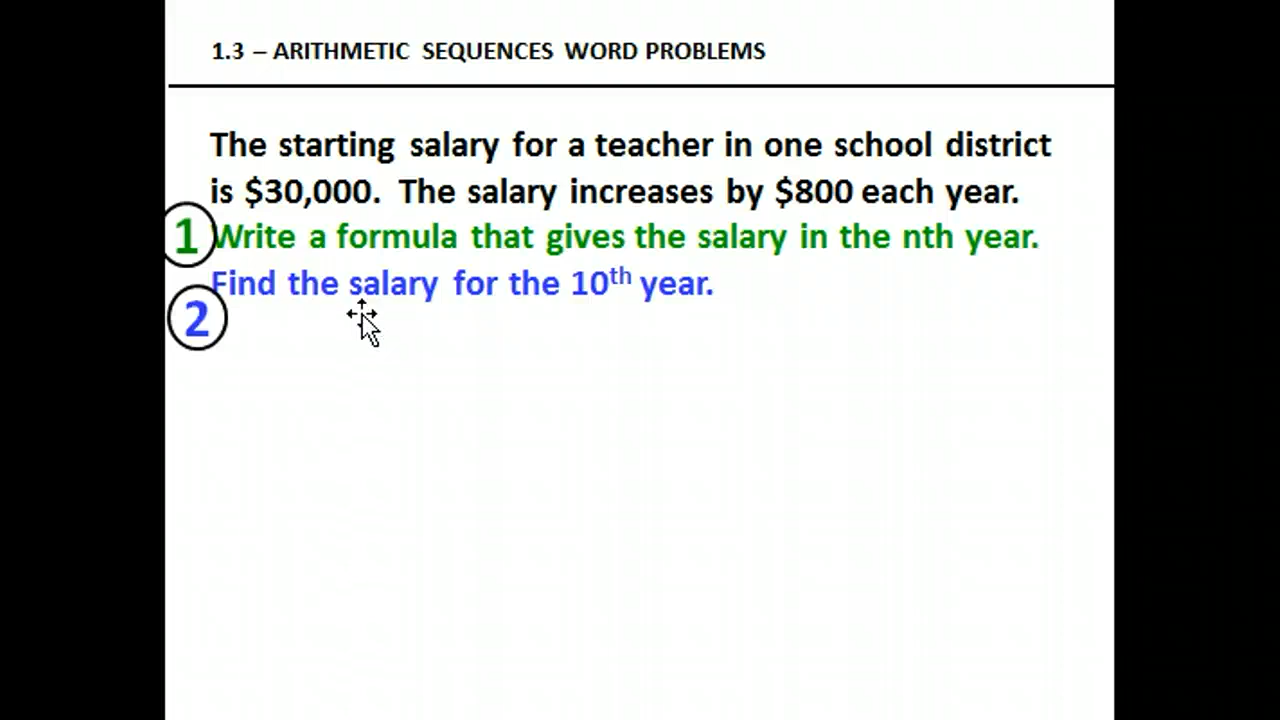 1.3 – ARITHMETIC SEQUENCES WORD PROBLEMS
The starting salary for a teacher in one school district
is $30,000. The salary increases by $800 each year.
1 Write a formula that gives the salary in the nth year.
Find the salary for the 10th year.
2